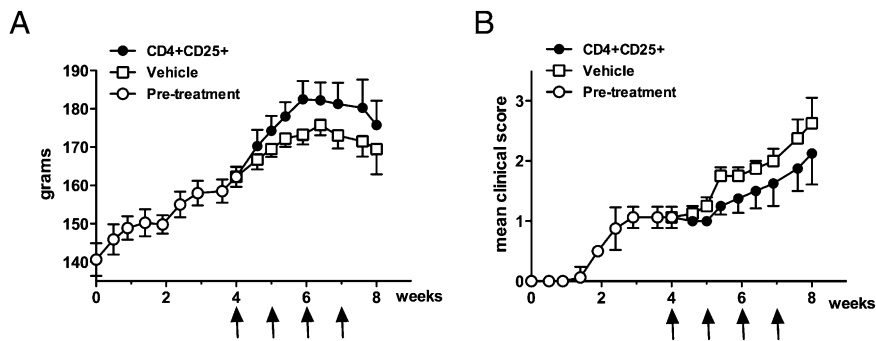 A
CD4+CD25+
Vehicle
Pre-treatment
190
180
170
160
150
140
grams
0 2 4 6 8 weeks
B
CD4+CD25+
Vehicle
Pre-treatment
3
2
1
0
mean clinical score
0 2 4 6 8 weeks